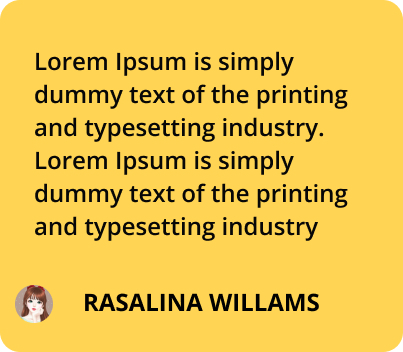 Lorem Ipsum is simply
dummy text of the printing
and typesetting industry.
Lorem Ipsum is simply
dummy text of the printing
and typesetting industry
RASALINA WILLAMS